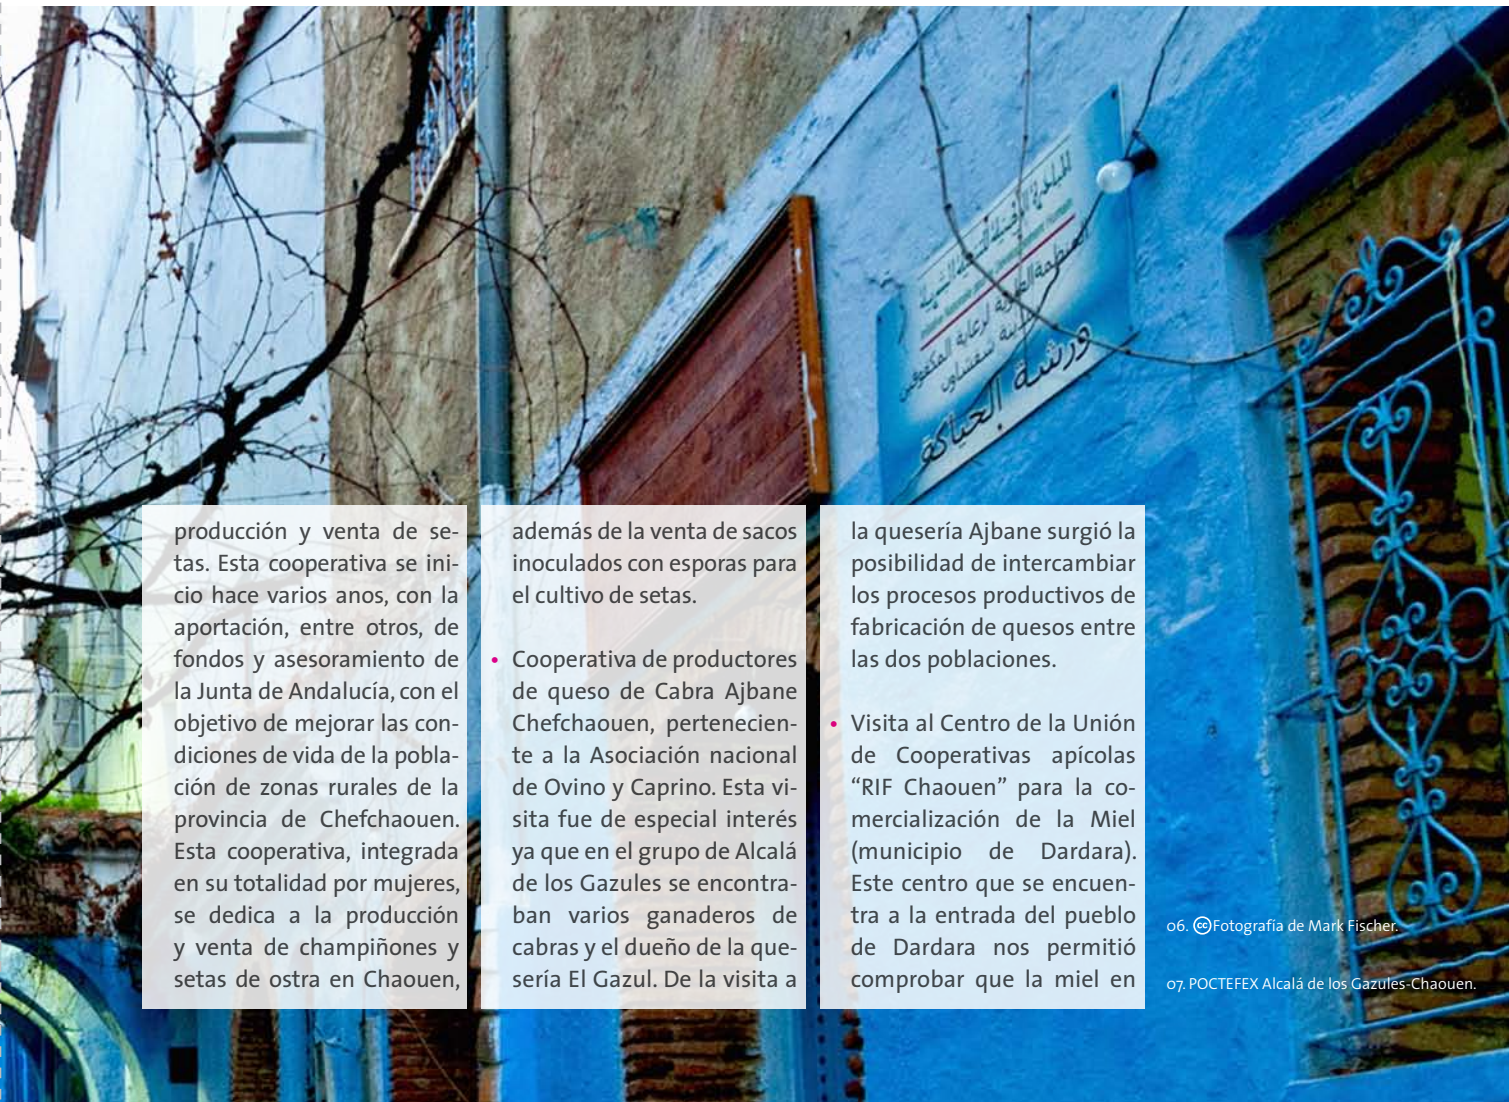 المنظمة العلوية لرعاية المكفوفين
ورشة الحياكة
producción y venta de se-
tas. Esta cooperativa se ini-
cio hace varios anos, con la
aportación, entre otros, de
fondos y asesoramiento de
la Junta de Andalucía, con el
objetivo de mejorar las con-
diciones de vida de la pobla-
ción de zonas rurales de la
provincia de Chefchaouen.
Esta cooperativa, integrada
en su totalidad por mujeres,
se dedica a la producción
y venta de champiñones y
setas de ostra en Chaouen,
además de la venta de sacos
inoculados con esporas para
el cultivo de setas.
• Cooperativa de productores
de queso de Cabra Ajbane
Chefchaouen, pertenecien-
te a la Asociación nacional
de Ovino y Caprino. Esta vi-
sita fue de especial interés
ya que en el grupo de Alcalá
de los Gazules se encontra-
ban varios ganaderos de
cabras y el dueño de la que-
sería El Gazul. De la visita a
la quesería Ajbane surgió la
posibilidad de intercambiar
los procesos productivos de
fabricación de quesos entre
las dos poblaciones.
• Visita al Centro de la Unión
de Cooperativas apícolas
“RIF Chaouen” para la co-
mercialización de la Miel
(municipio de Dardara).
Este centro que se encuen-
tra a la entrada del pueblo
de Dardara nos permitió
comprobar que la miel en
06. cc Fotografía de Mark Fischer.
07. POCTEFEX Alcalá de los Gazules-Chaouen.